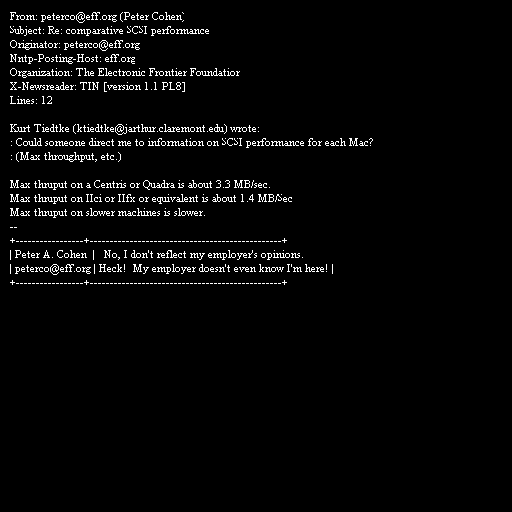 From: peterco@eff.org (Peter Cohen)
Subject: Re: comparative SCSI performance
Originator: peterco@eff.org
Nntp-Posting-Host: eff.org
Organization: The Electronic Frontier Foundatior
X-Newsreader: TIN [version 1.1 PL8]
Lines: 12

Kurt Tiedtke (ktiedtke@jarthur.claremont.edu) wrote:
: Could someone direct me to information on SCSI performance for each Mac?
: (Max throughput, etc.)

Max thruput on a Centris or Quadra is about 3.3 MB/sec.
Max thruput on IIci or IIfx or equivalent is about 1.4 MB/Sec
Max thruput on slower machines is slower.
--
+-----------------+------------------------------------------------+
| Peter A. Cohen  |   No, I don't reflect my employer's opinions.
| peterco@eff.org | Heck!  My employer doesn't even know I'm here! |
+-----------------+------------------------------------------------+